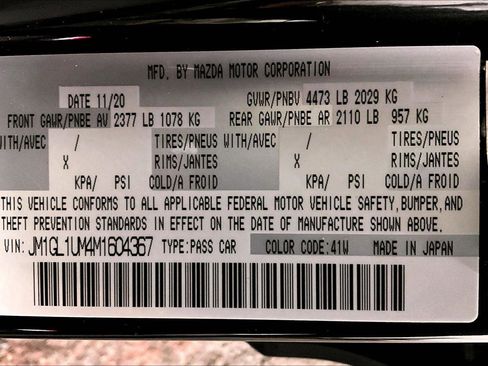 MFD. BY MAZDA MOTOR CORPORATION
DATE 11/20 GVWR/PNBV 4473 LB 2029 KG
FRONT GAWR/PNBE AV 2377 LB 1078 KG REAR GAWR/PNBE AR 2110 LB 957 KG
WITH/AVEC / TIRES/PNEUS WITH/AVEC / TIRES/PNEUS
X RIMS/JANTES X RIMS/JANTES
KPA/ PSI COLD/A FROID KPA/ PSI COLD/A FROID
THIS VEHICLE CONFORMS TO ALL APPLICABLE FEDERAL MOTOR VEHICLE SAFETY, BUMPER, AND
THEFT PREVENTION STANDARDS IN EFFECT ON THE DATE OF MANUFACTURE SHOWN ABOVE.
VIN: JM1GL1UM4M1604367 TYPE:PASS CAR COLOR CODE:41W MADE IN JAPAN